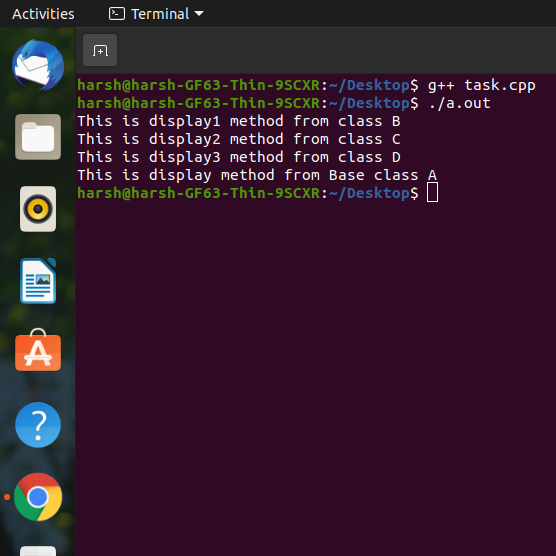 Activities Terminal
harsh@harsh-GF63-Thin-9SCXR:~/Desktop$ g++ task.cpp
harsh@harsh-GF63-Thin-9SCXR:~/Desktop$ ./a.out
This is display1 method from class B
This is display2 method from class C
This is display3 method from class D
This is display method from Base class A
harsh@harsh-GF63-Thin-9SCXR:~/Desktop$